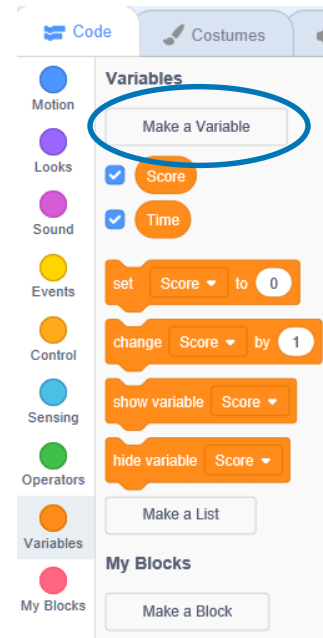 Code
Costumes
Motion
Looks
Sound
Events
Control
Sensing
Operators
Variables
My Blocks
Variables
Make a Variable
Score
Time
set Score to 0
change Score by 1
show variable Score
hide variable Score
Make a List
My Blocks
Make a Block